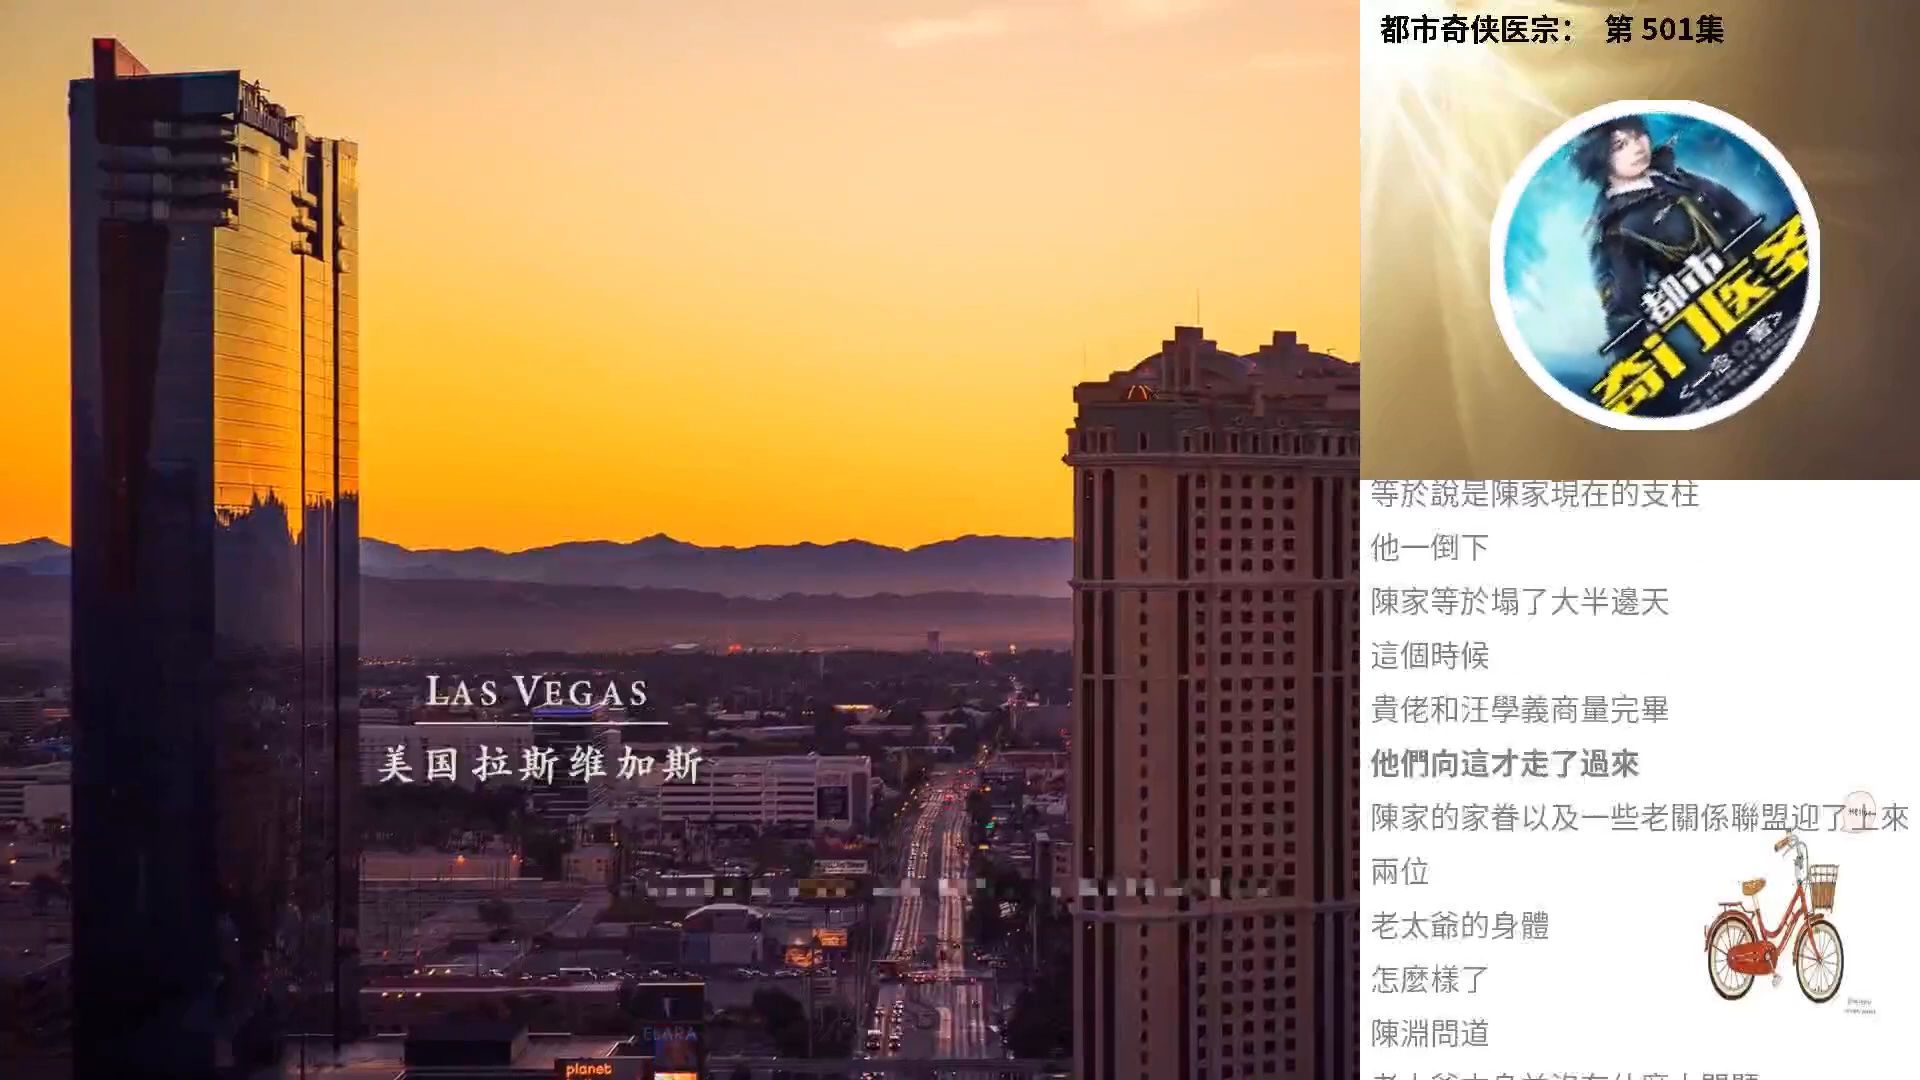 都市奇侠医宗： 第 501集
都市
奇门医圣
LAS VEGAS
美国拉斯维加斯
ELARA
planet
等於說是陳家現在的支柱
他一倒下
陳家等於塌了大半邊天
這個時候
貴佬和汪學義商量完畢
他們向這才走了過來
陳家的家眷以及一些老關係聯盟迎了上來
兩位
老太爺的身體
怎麼樣了
陳淵問道